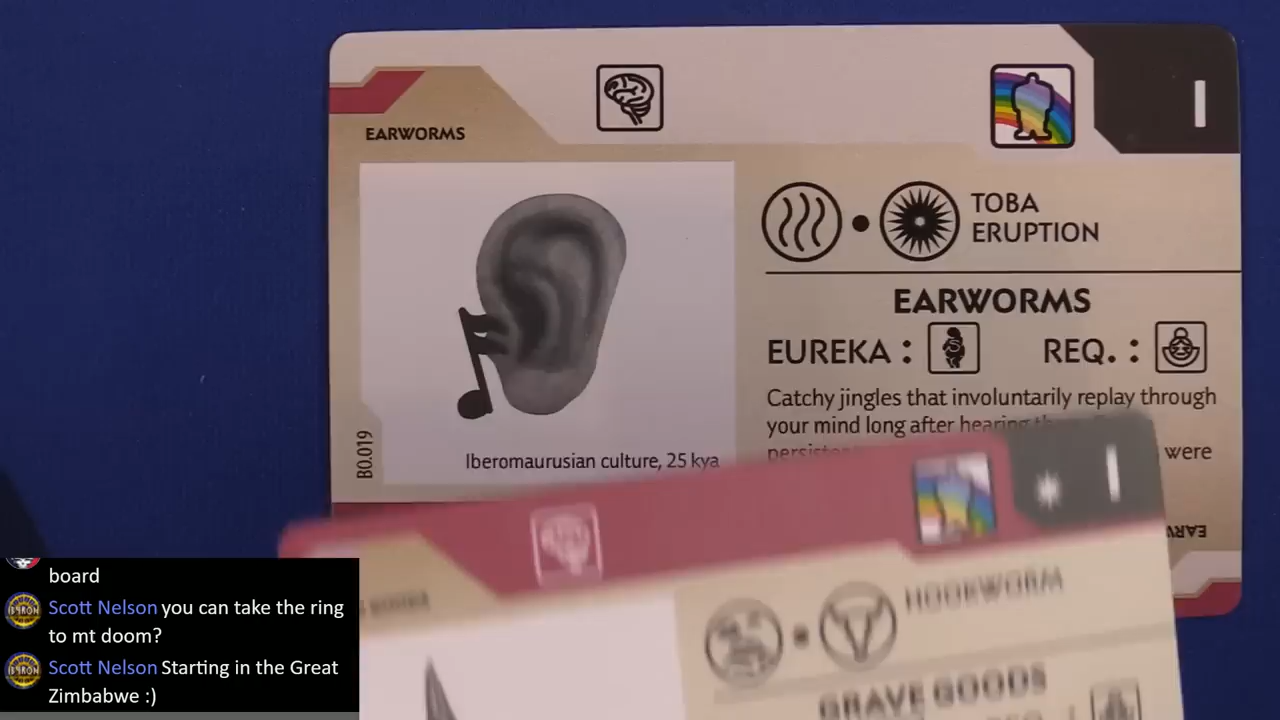 EARWORMS
I
TOBA
ERUPTION
EARWORMS
EUREKA : REQ. :
Catchy jingles that involuntarily replay through
your mind long after hearing
were
B0.019
Iberomaurusian culture, 25 kya
I
HOOKWORM
GRAVE GOODS
board
Scott Nelson you can take the ring
to mt doom?
Scott Nelson Starting in the Great
Zimbabwe :)